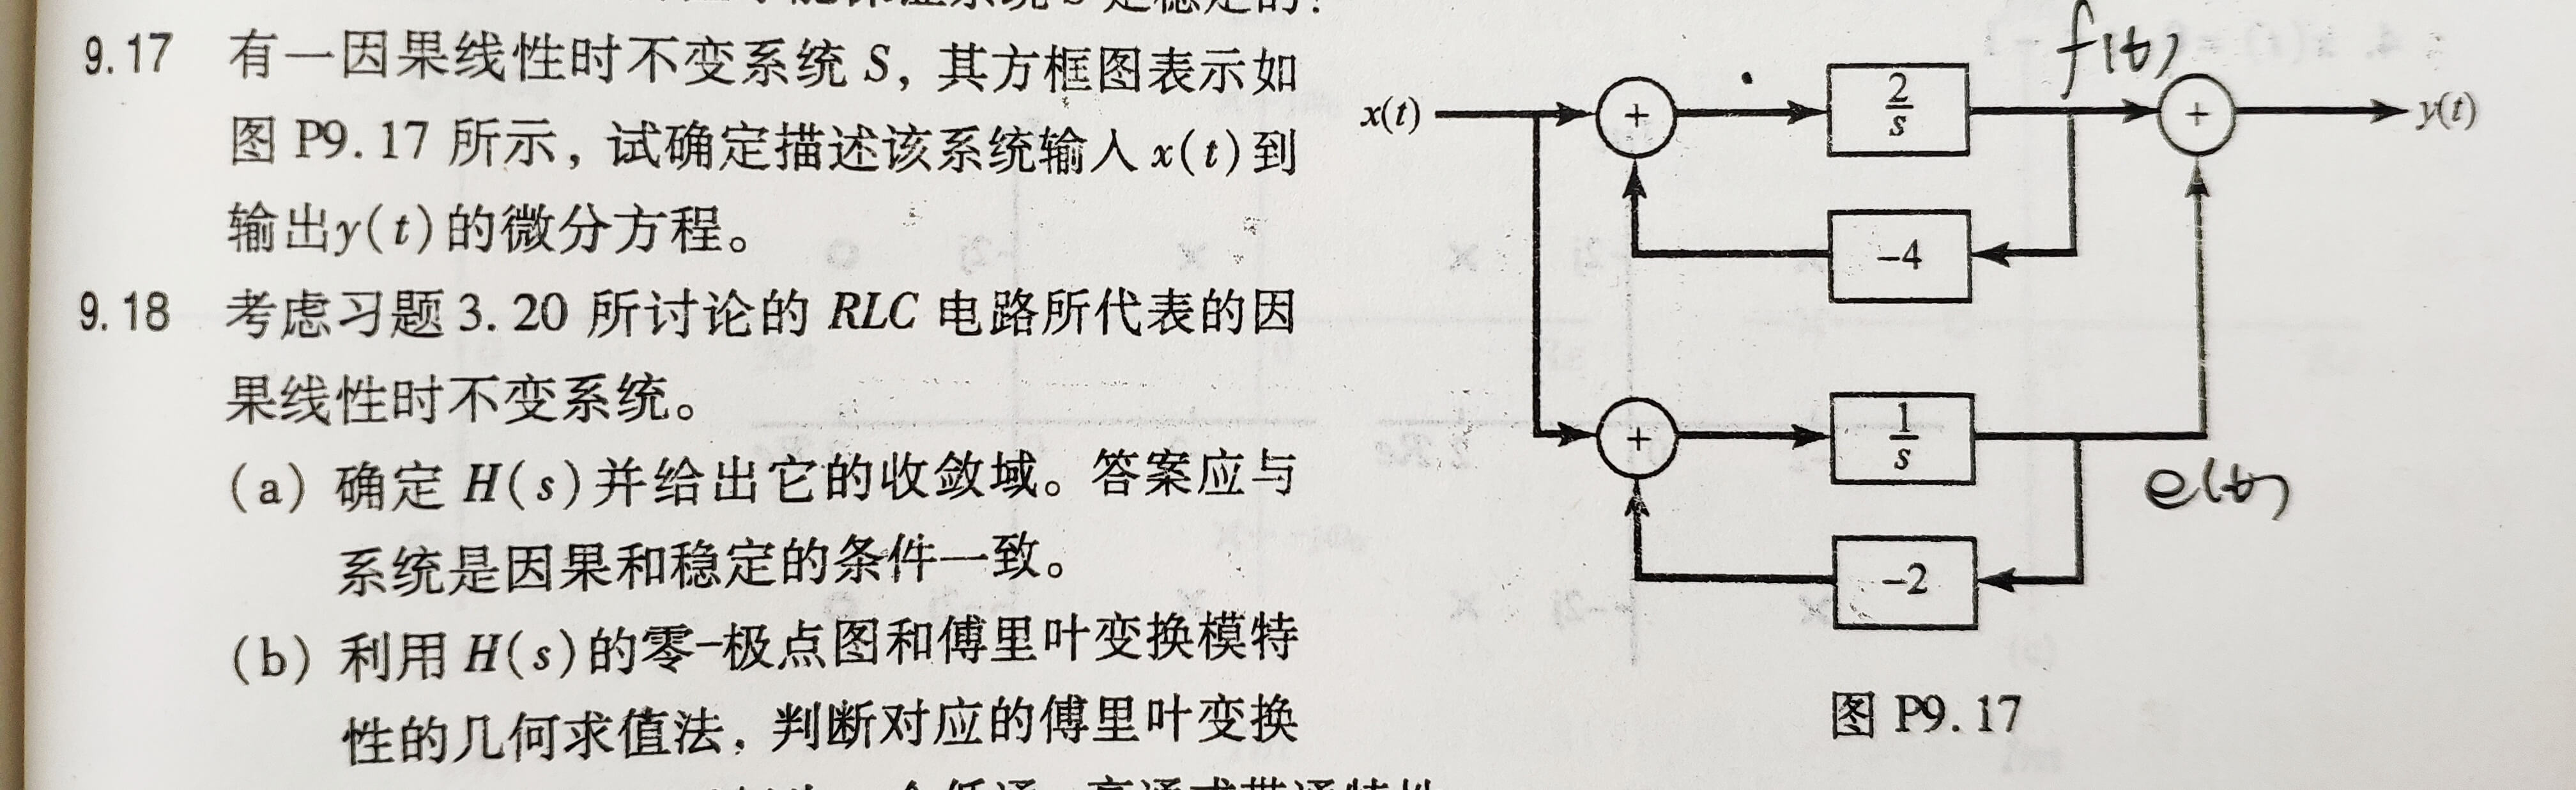 是稳定的?
9.17 有一因果线性时不变系统 S, 其方框图表示如
图 P9.17 所示, 试确定描述该系统输入 x(t) 到
输出y(t)的微分方程。
9.18 考虑习题 3.20 所讨论的 RLC 电路所代表的因
果线性时不变系统。
(a) 确定 H(s)并给出它的收敛域。答案应与
系统是因果和稳定的条件一致。
(b) 利用 H(s)的零-极点图和傅里叶变换模特
性的几何求值法, 判断对应的傅里叶变换
f(t)
x(t)
+
2
s
+
y(t)
-4
+
1
s
e(t)
-2
图 P9.17